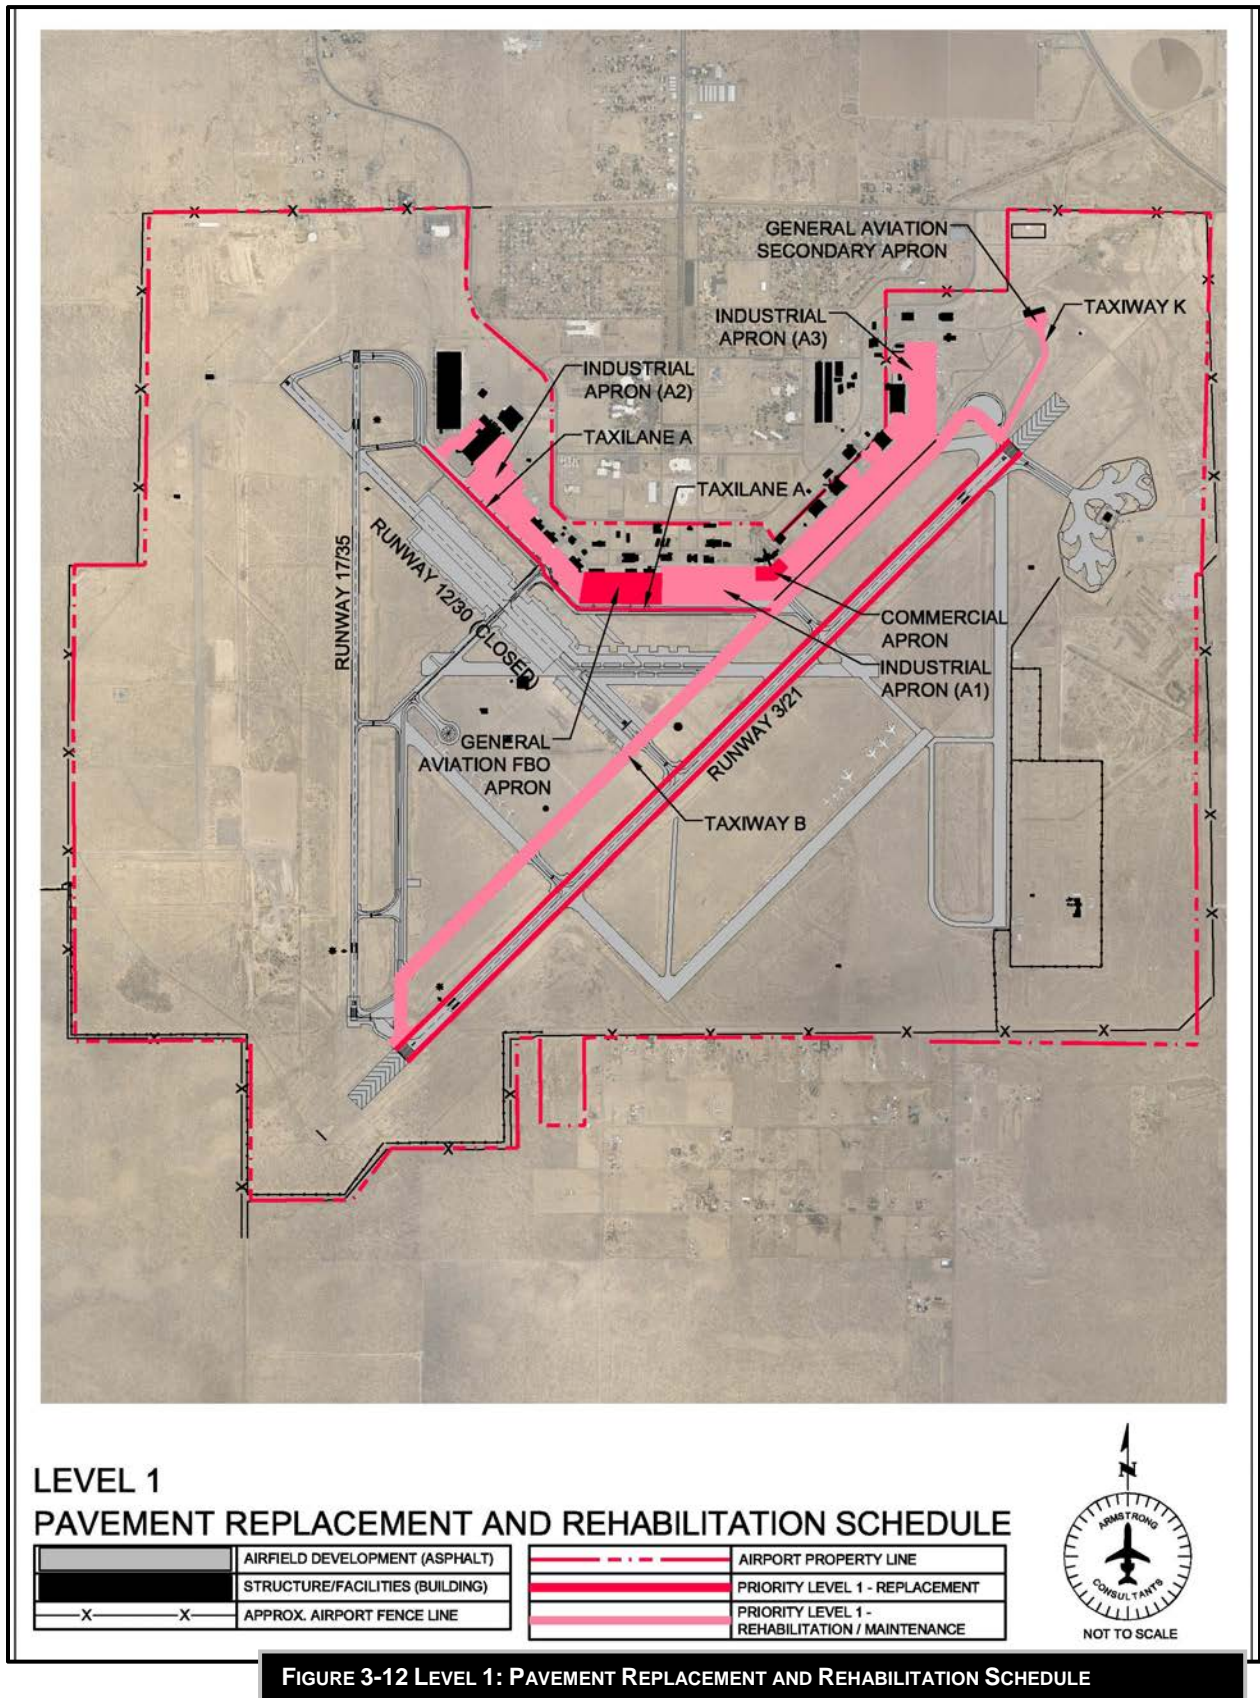 GENERAL AVIATION
SECONDARY APRON
TAXIWAY K
INDUSTRIAL
APRON (A3)
INDUSTRIAL
APRON (A2)
TAXILANE A
TAXILANE A
RUNWAY 17/35
RUNWAY 12/30 (CLOSED)
COMMERCIAL
APRON
INDUSTRIAL
APRON (A1)
RUNWAY 3/21
GENERAL
AVIATION FBO
APRON
TAXIWAY B
LEVEL 1
PAVEMENT REPLACEMENT AND REHABILITATION SCHEDULE
AIRFIELD DEVELOPMENT (ASPHALT)
STRUCTURE/FACILITIES (BUILDING)
X X APPROX. AIRPORT FENCE LINE
AIRPORT PROPERTY LINE
PRIORITY LEVEL 1 - REPLACEMENT
PRIORITY LEVEL 1 -
REHABILITATION / MAINTENANCE
N
ARMSTRONG
CONSULTANTS
NOT TO SCALE
FIGURE 3-12 LEVEL 1: PAVEMENT REPLACEMENT AND REHABILITATION SCHEDULE